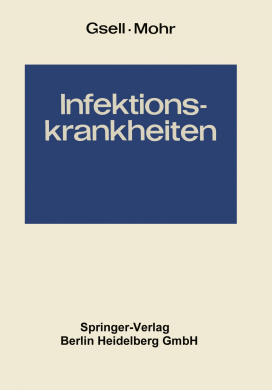 Gsell · Mohr
Infektions-
krankheiten
Springer-Verlag
Berlin Heidelberg GmbH